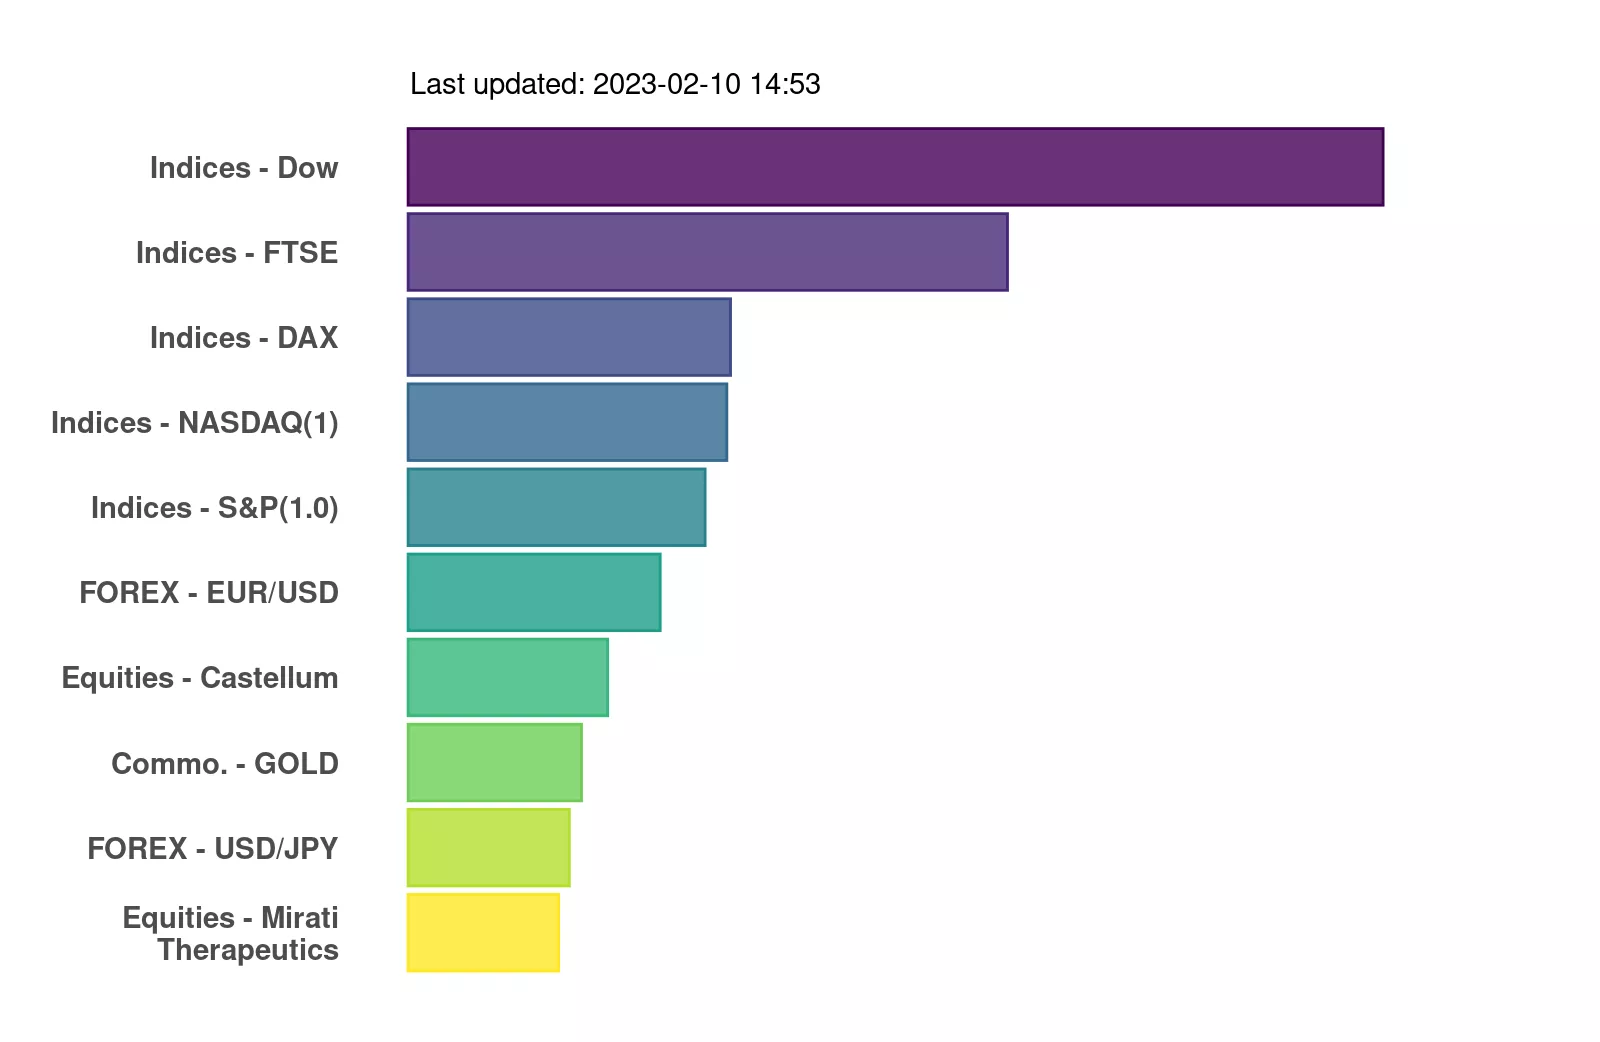 Last updated: 2023-02-10 14:53
Indices - Dow
Indices - FTSE
Indices - DAX
Indices - NASDAQ(1)
Indices - S&P(1.0)
FOREX - EUR/USD
Equities - Castellum
Commo. - GOLD
FOREX - USD/JPY
Equities - Mirati
Therapeutics